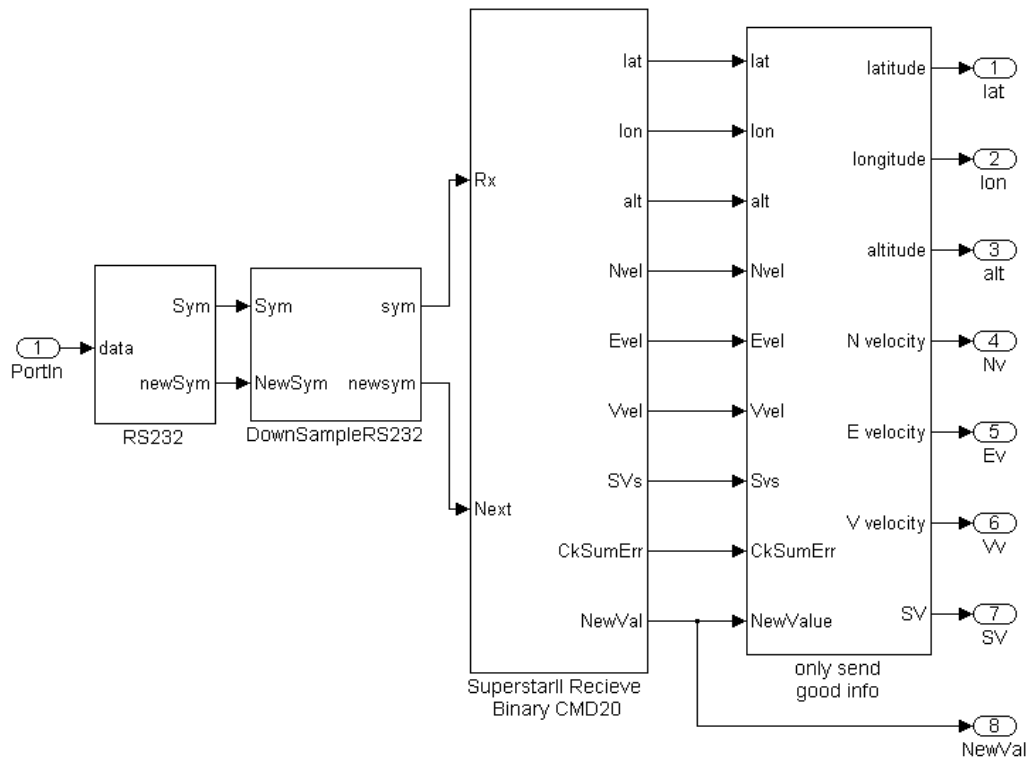 1
PortIn
data
Sym
newSym
RS232
Sym
NewSym
sym
newsym
DownSampleRS232
Rx
Next
lat
lon
alt
Nvel
Evel
Vvel
SVs
CkSumErr
NewVal
SuperstarII Recieve
Binary CMD20
lat
lon
alt
Nvel
Evel
Vvel
Svs
CkSumErr
NewValue
latitude
longitude
altitude
N velocity
E velocity
V velocity
SV
only send
good info
1
lat
2
lon
3
alt
4
Nv
5
Ev
6
Vv
7
SV
8
NewVal